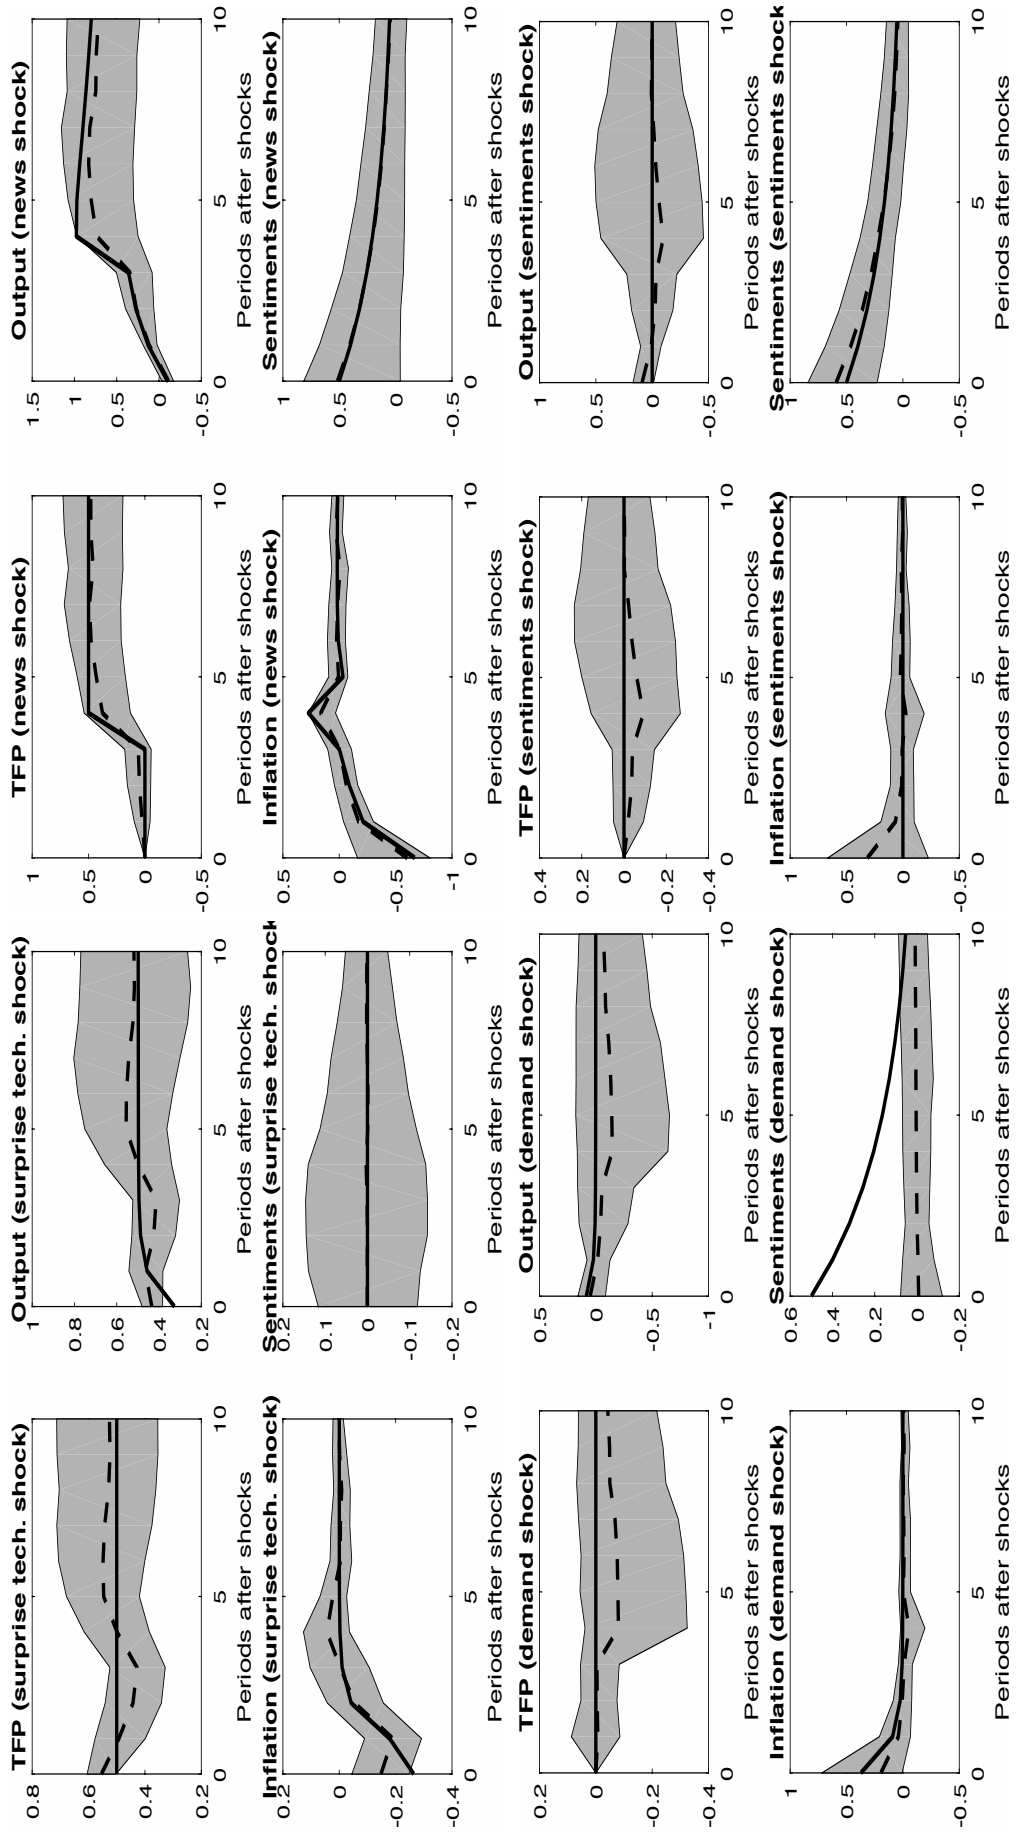 TFP (surprise tech. shock)
0.8
0.6
0.4
0.2
0 5 10
Periods after shocks
Output (surprise tech. shock)
1
0.8
0.6
0.4
0.2
0 5 10
Periods after shocks
TFP (news shock)
1
0.5
0
-0.5
0 5 10
Periods after shocks
Output (news shock)
1.5
1
0.5
0
-0.5
0 5 10
Periods after shocks
Inflation (surprise tech. shock)
0.2
0
-0.2
-0.4
0 5 10
Periods after shocks
Sentiments (surprise tech. shock
0.2
0.1
0
-0.1
-0.2
0 5 10
Periods after shocks
Inflation (news shock)
0.5
0
-0.5
-1
0 5 10
Periods after shocks
Sentiments (news shock)
1
0.5
0
-0.5
0 5 10
Periods after shocks
TFP (demand shock)
0.2
0
-0.2
-0.4
-0.6
0 5 10
Periods after shocks
Output (demand shock)
0.5
0
-0.5
-1
0 5 10
Periods after shocks
TFP (sentiments shock)
0.4
0.2
0
-0.2
-0.4
0 5 10
Periods after shocks
Output (sentiments shock)
1
0.5
0
-0.5
0 5 10
Periods after shocks
Inflation (demand shock)
1
0.5
0
-0.5
0 5 10
Periods after shocks
Sentiments (demand shock)
0.6
0.4
0.2
0
-0.2
0 5 10
Periods after shocks
Inflation (sentiments shock)
1
0.5
0
-0.5
0 5 10
Periods after shocks
Sentiments (sentiments shock
1
0.5
0
-0.5
0 5 10
Periods after shocks